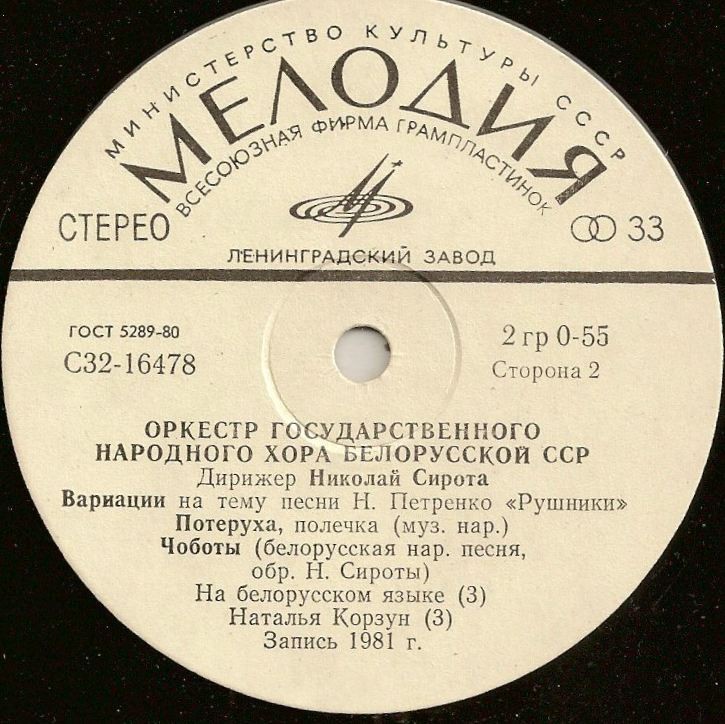 МИНИСТЕРСТВО КУЛЬТУРЫ СССР
МЕЛОДИЯ
ВСЕСОЮЗНАЯ ФИРМА ГРАМПЛАСТИНОК
СТЕРЕО
33
ЛЕНИНГРАДСКИЙ ЗАВОД
ГОСТ 5289-80
С32-16478
2 гр 0-55
Сторона 2
ОРКЕСТР ГОСУДАРСТВЕННОГО
НАРОДНОГО ХОРА БЕЛОРУССКОЙ ССР
Дирижер Николай Сирота
Вариации на тему песни Н. Петренко «Рушники»
Потеруха, полечка (муз. нар.)
Чоботы (белорусская нар. песня,
обр. Н. Сироты)
На белорусском языке (3)
Наталья Корзун (3)
Запись 1981 г.